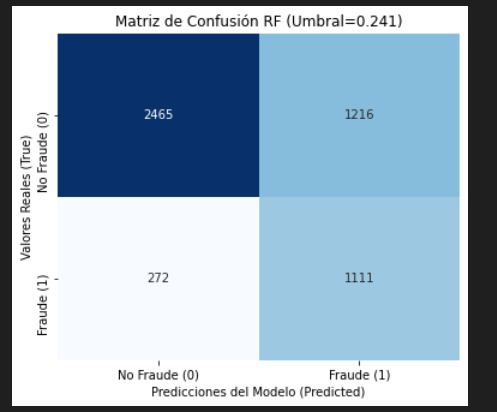 Matriz de Confusión RF (Umbral=0.241)
Valores Reales (True)
No Fraude (0)
2465 1216
Fraude (1)
272 1111
No Fraude (0) Fraude (1)
Predicciones del Modelo (Predicted)